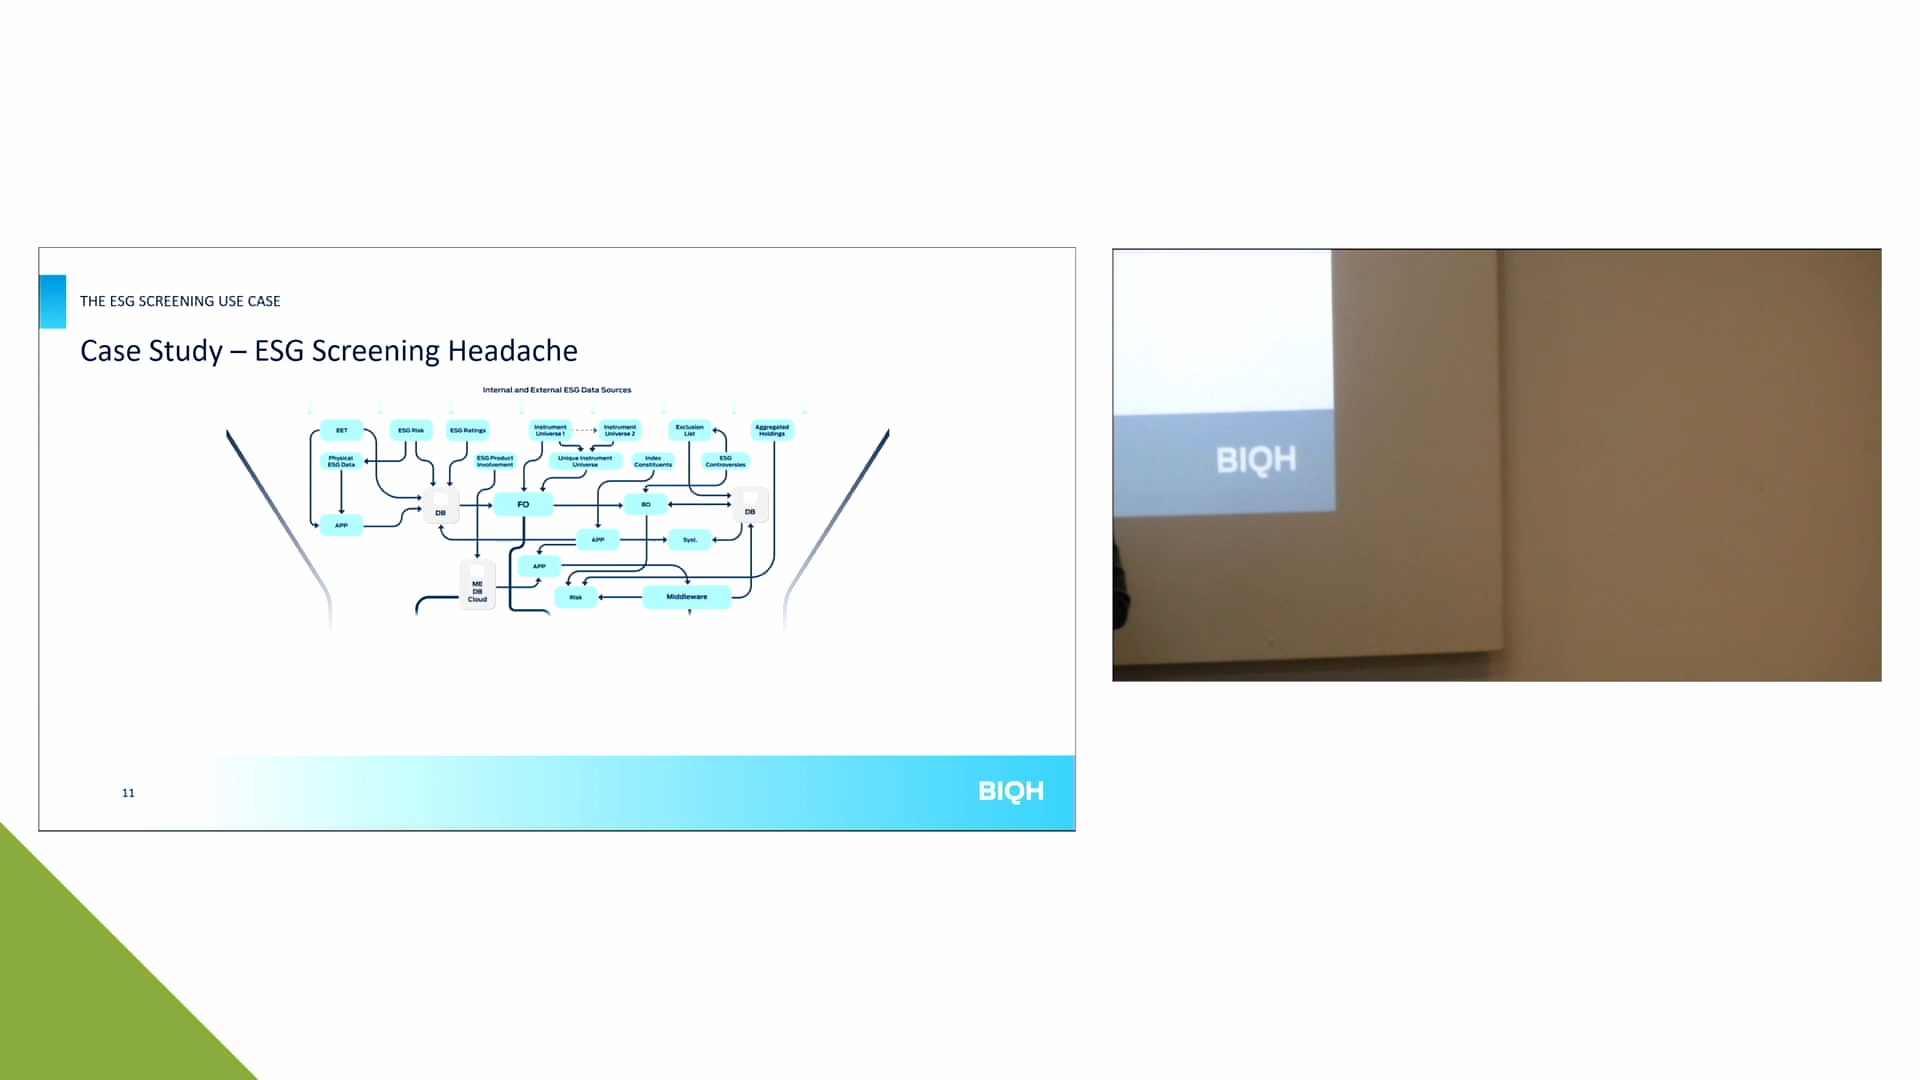 THE ESG SCREENING USE CASE
Case Study – ESG Screening Headache
Internal and External ESG Data Sources
EET
ESG Risk
ESG Ratings
Instrument
Universe 1
Instrument
Universe 2
Exclusion
List
Aggregated
Holdings
Physical
ESG Data
ESG Product
Involvement
Unique Instrument
Universe
Index
Constituents
ESG
Controversies
DB
FO
BO
DB
APP
APP
Syst.
APP
ME
DB
Cloud
Risk
Middleware
11
BIQH
BIQH